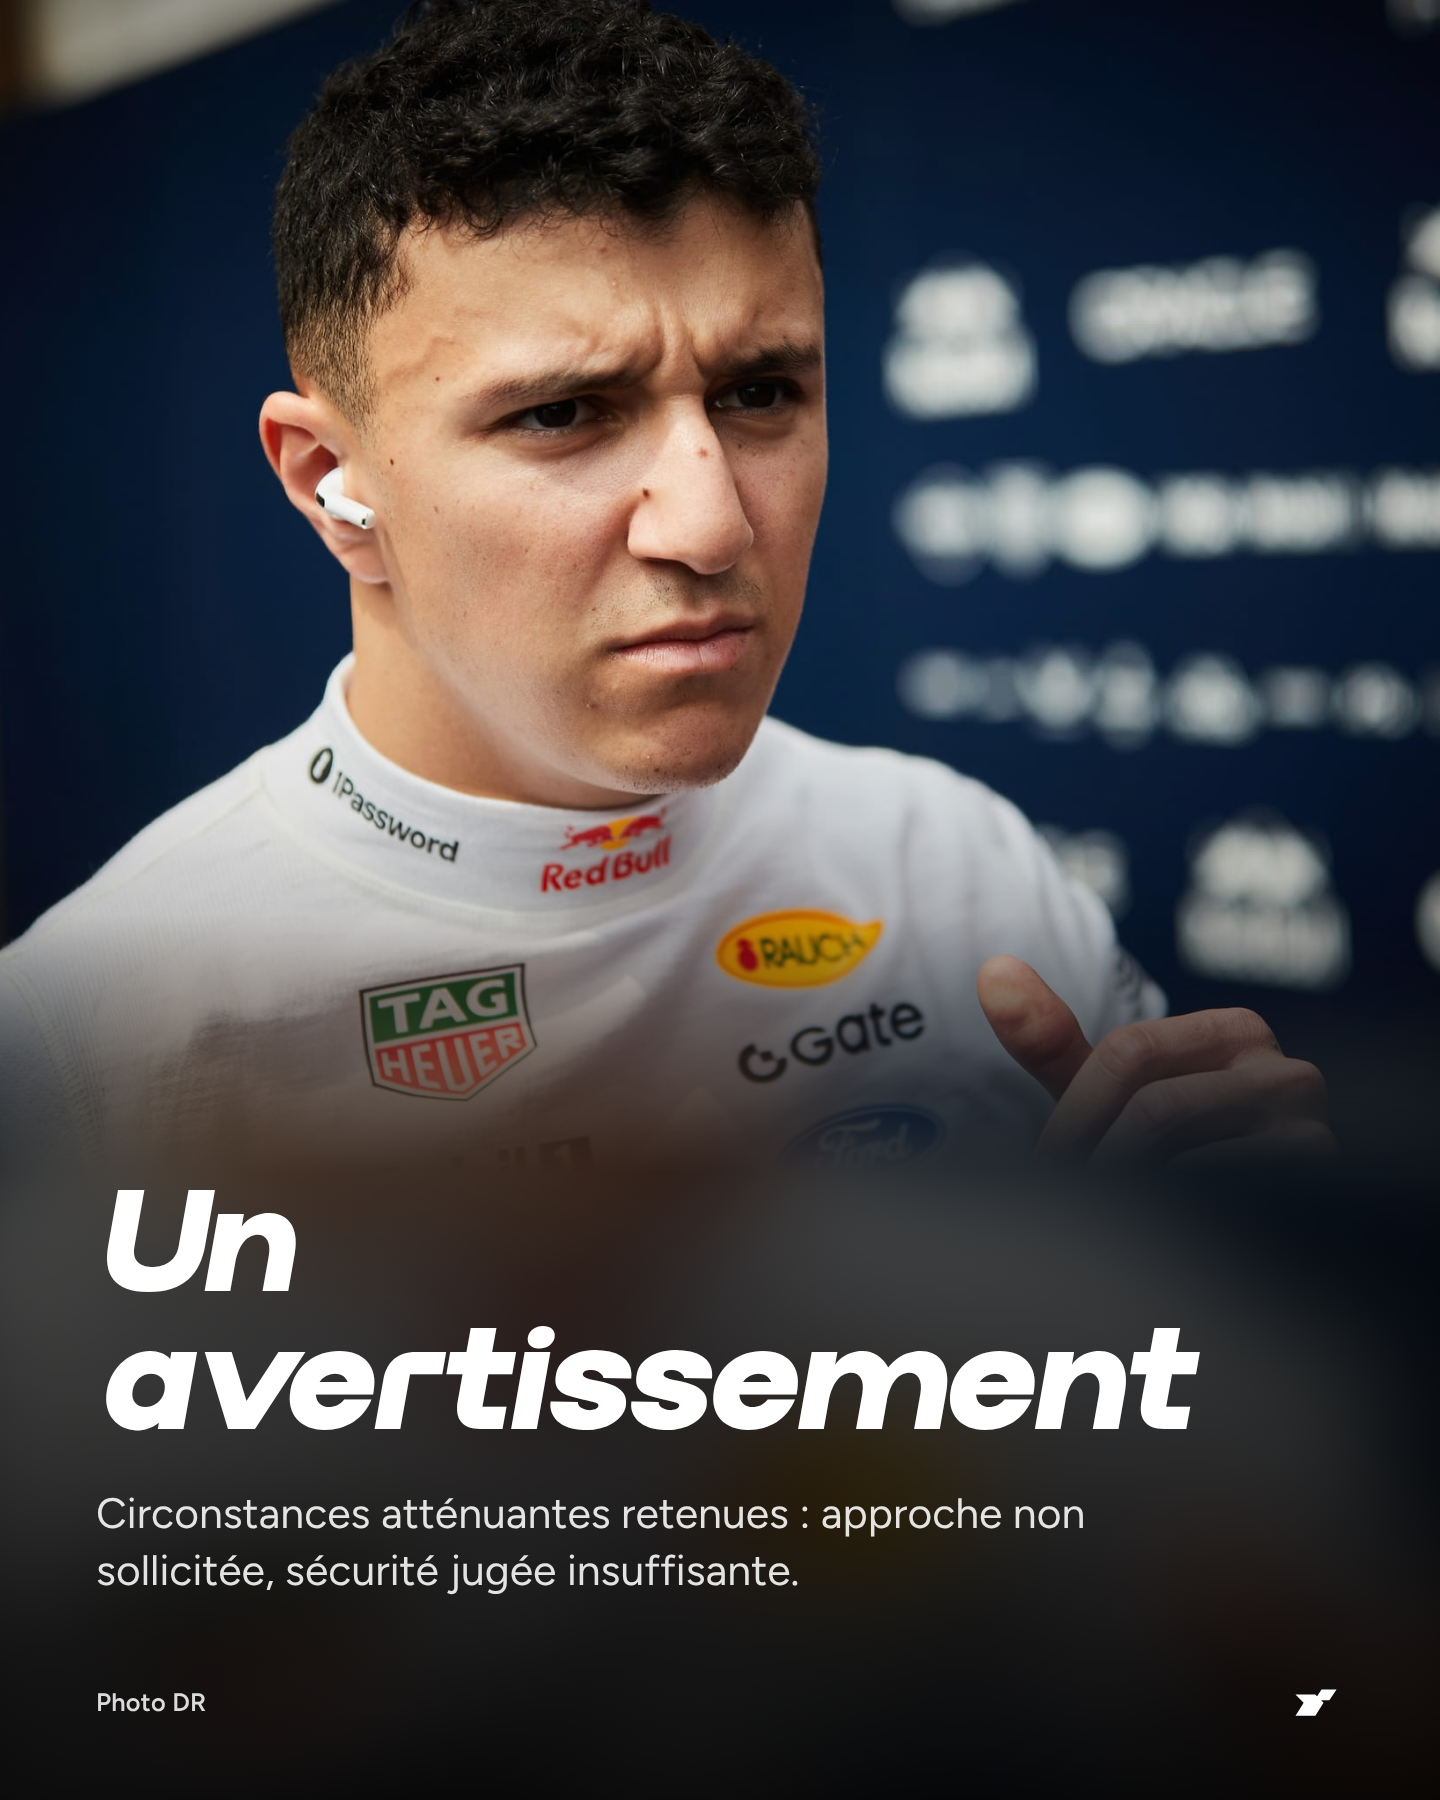 1Password
Red Bull
RAUCH
TAG
HEUER
Gate
Ford
Un
avertissement
Circonstances atténuantes retenues : approche non
sollicitée, sécurité jugée insuffisante.
Photo DR